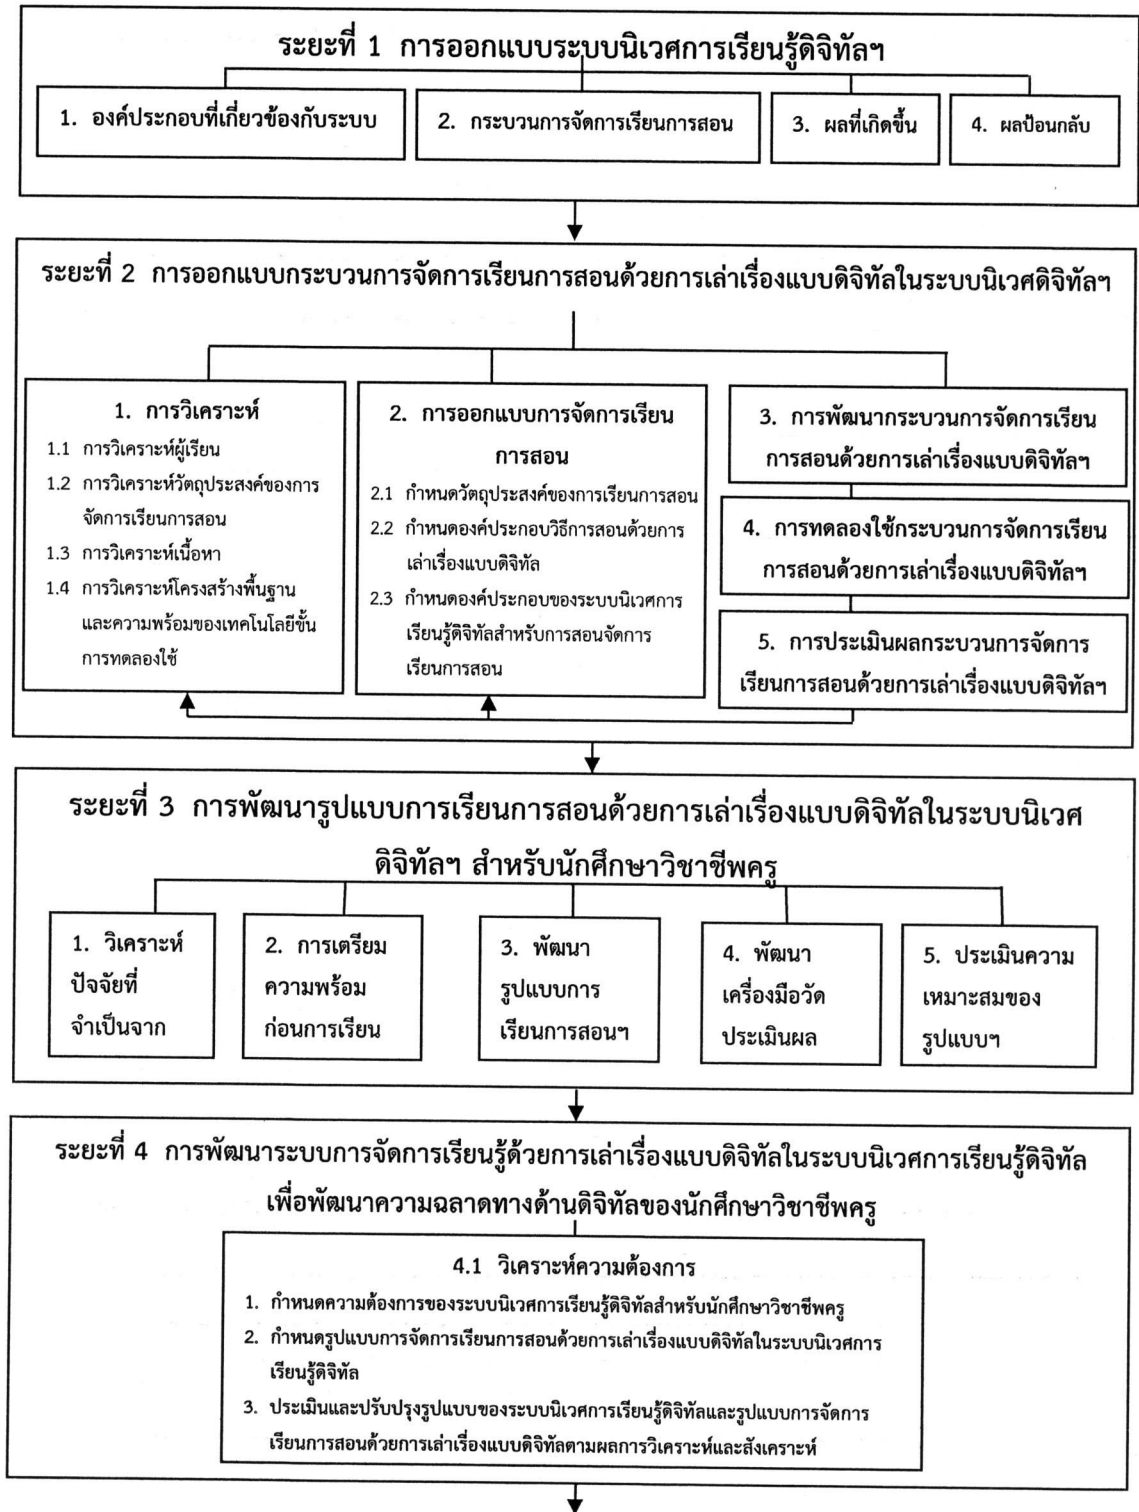 ระยะที่ 1 การออกแบบระบบนิเวศการเรียนรู้ดิจิทัลฯ
1. องค์ประกอบที่เกี่ยวข้องกับระบบ
2. กระบวนการจัดการเรียนการสอน
3. ผลที่เกิดขึ้น
4. ผลป้อนกลับ
ระยะที่ 2 การออกแบบกระบวนการจัดการเรียนการสอนด้วยการเล่าเรื่องแบบดิจิทัลในระบบนิเวศดิจิทัลฯ
1. การวิเคราะห์
1.1 การวิเคราะห์ผู้เรียน
1.2 การวิเคราะห์วัตถุประสงค์ของการ
จัดการเรียนการสอน
1.3 การวิเคราะห์เนื้อหา
1.4 การวิเคราะห์โครงสร้างพื้นฐาน
และความพร้อมของเทคโนโลยีขั้น
การทดลองใช้
2. การออกแบบการจัดการเรียน
การสอน
2.1 กำหนดวัตถุประสงค์ของการเรียนการสอน
2.2 กำหนดองค์ประกอบวิธีการสอนด้วยการ
เล่าเรื่องแบบดิจิทัล
2.3 กำหนดองค์ประกอบของระบบนิเวศการ
เรียนรู้ดิจิทัลสำหรับการสอนจัดการ
เรียนการสอน
3. การพัฒนากระบวนการจัดการเรียน
การสอนด้วยการเล่าเรื่องแบบดิจิทัลฯ
4. การทดลองใช้กระบวนการจัดการเรียน
การสอนด้วยการเล่าเรื่องแบบดิจิทัลฯ
5. การประเมินผลกระบวนการจัดการ
เรียนการสอนด้วยการเล่าเรื่องแบบดิจิทัลฯ
ระยะที่ 3 การพัฒนารูปแบบการเรียนการสอนด้วยการเล่าเรื่องแบบดิจิทัลในระบบนิเวศ
ดิจิทัลฯ สำหรับนักศึกษาวิชาชีพครู
1. วิเคราะห์
ปัจจัยที่
จำเป็นจาก
2. การเตรียม
ความพร้อม
ก่อนการเรียน
3. พัฒนา
รูปแบบการ
เรียนการสอนฯ
4. พัฒนา
เครื่องมือวัด
ประเมินผล
5. ประเมินความ
เหมาะสมของ
รูปแบบฯ
ระยะที่ 4 การพัฒนาระบบการจัดการเรียนรู้ด้วยการเล่าเรื่องแบบดิจิทัลในระบบนิเวศการเรียนรู้ดิจิทัล
เพื่อพัฒนาความฉลาดทางด้านดิจิทัลของนักศึกษาวิชาชีพครู
4.1 วิเคราะห์ความต้องการ
1. กำหนดความต้องการของระบบนิเวศการเรียนรู้ดิจิทัลสำหรับนักศึกษาวิชาชีพครู
2. กำหนดรูปแบบการจัดการเรียนการสอนด้วยการเล่าเรื่องแบบดิจิทัลในระบบนิเวศการ
เรียนรู้ดิจิทัล
3. ประเมินและปรับปรุงรูปแบบของระบบนิเวศการเรียนรู้ดิจิทัลและรูปแบบการจัดการ
เรียนการสอนด้วยการเล่าเรื่องแบบดิจิทัลตามผลการวิเคราะห์และสังเคราะห์